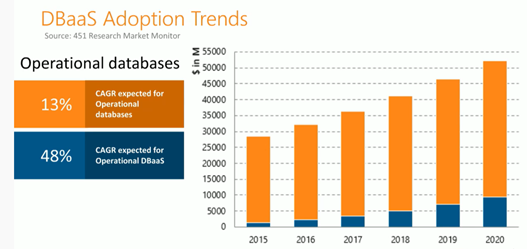 DBaaS Adoption Trends
Source: 451 Research Market Monitor
Operational databases
13%
CAGR expected for
Operational
databases
48%
CAGR expected for
Operational DBaaS
$ in M
55000
50000
45000
40000
35000
30000
25000
20000
15000
10000
5000
0
2015 2016 2017 2018 2019 2020